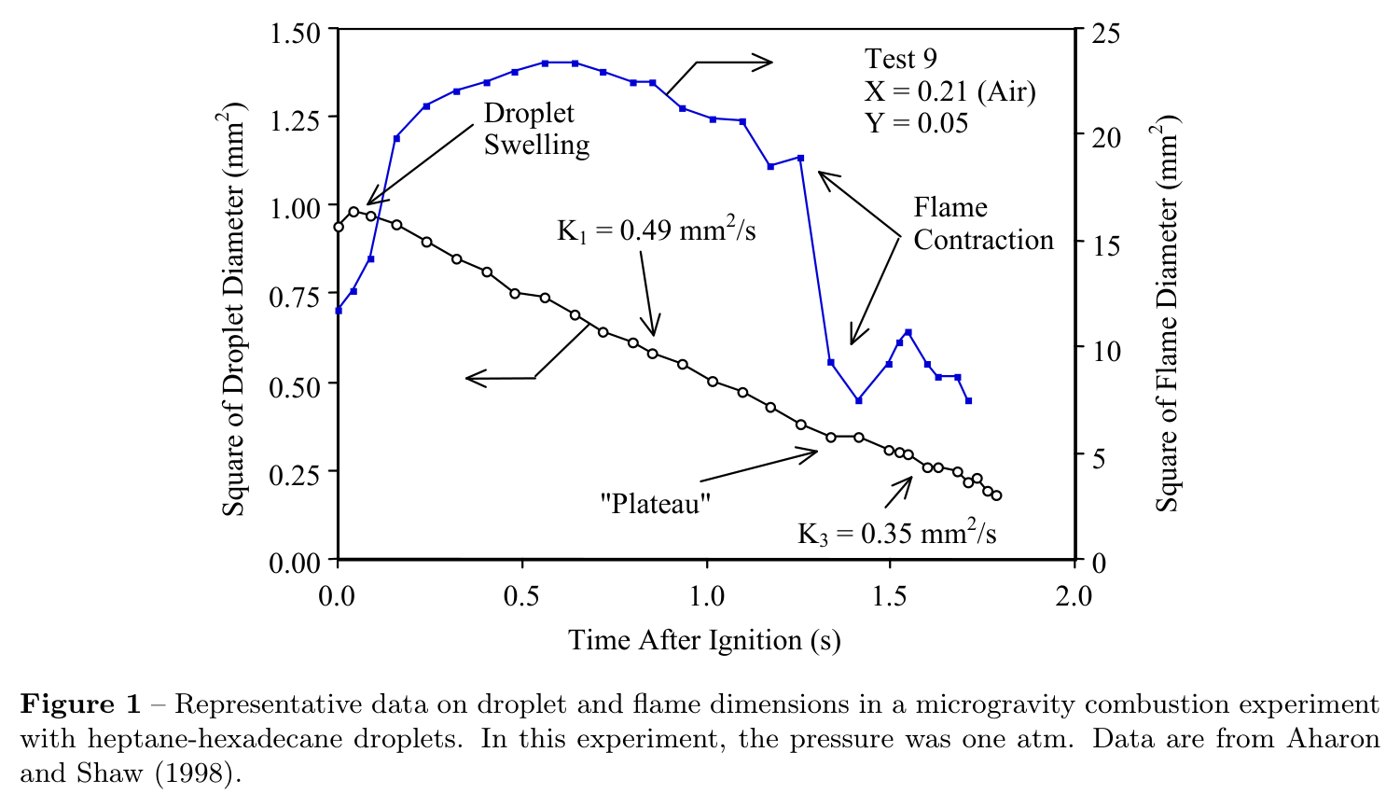 1.50
1.25
1.00
0.75
0.50
0.25
0.00
Square of Droplet Diameter (mm²)
25
20
15
10
5
0
Square of Flame Diameter (mm²)
Test 9
X = 0.21 (Air)
Y = 0.05
Droplet
Swelling
K₁ = 0.49 mm²/s
Flame
Contraction
"Plateau"
K₃ = 0.35 mm²/s
0.0 0.5 1.0 1.5 2.0
Time After Ignition (s)
Figure 1 – Representative data on droplet and flame dimensions in a microgravity combustion experiment
with heptane-hexadecane droplets. In this experiment, the pressure was one atm. Data are from Aharon
and Shaw (1998).